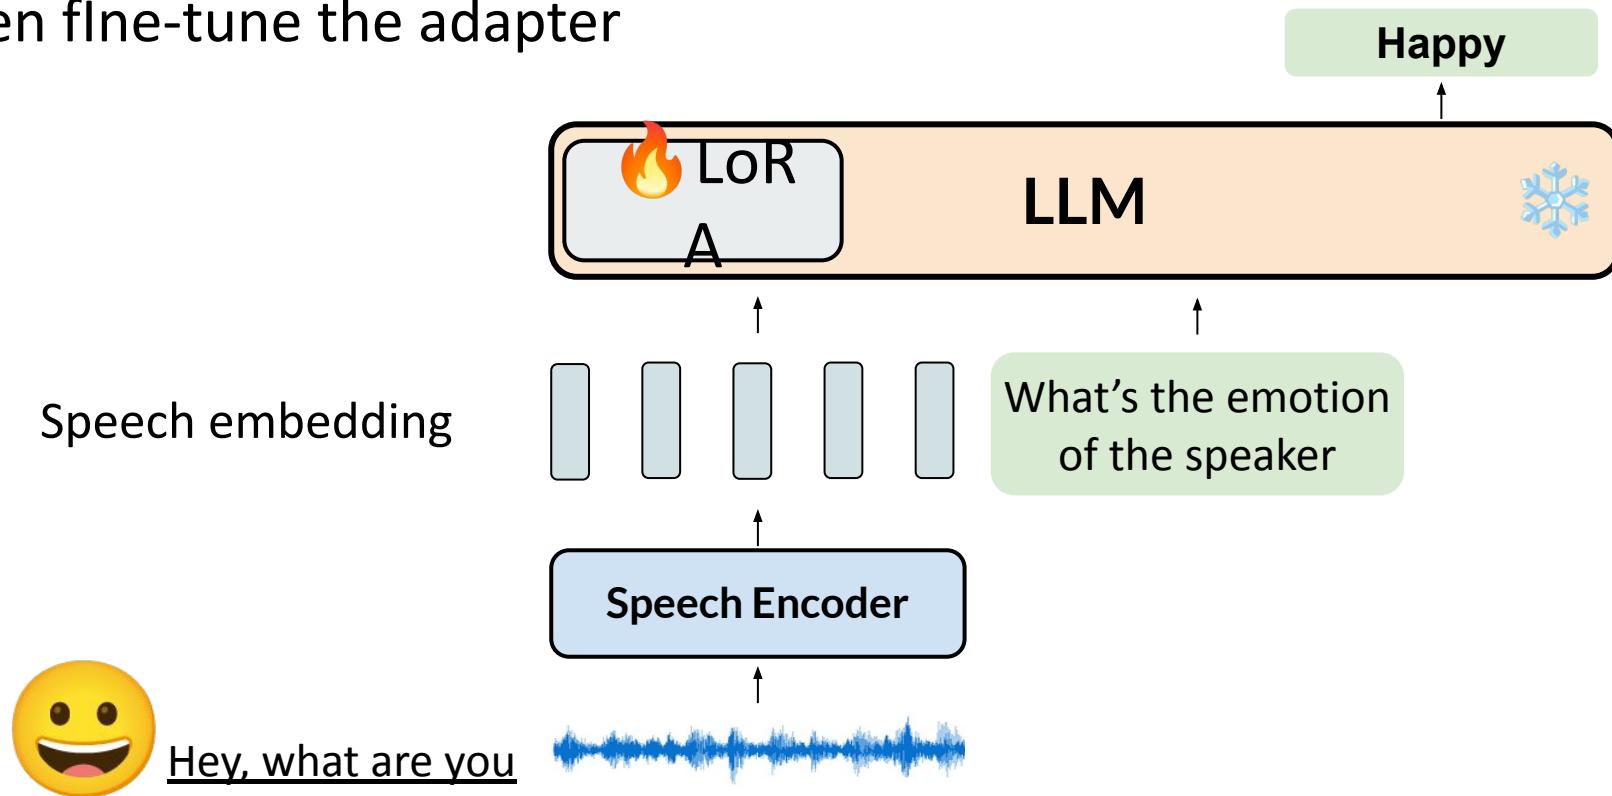 en fIne-tune the adapter
Happy
LoR
A
LLM
Speech embedding
What’s the emotion
of the speaker
Speech Encoder
Hey, what are you